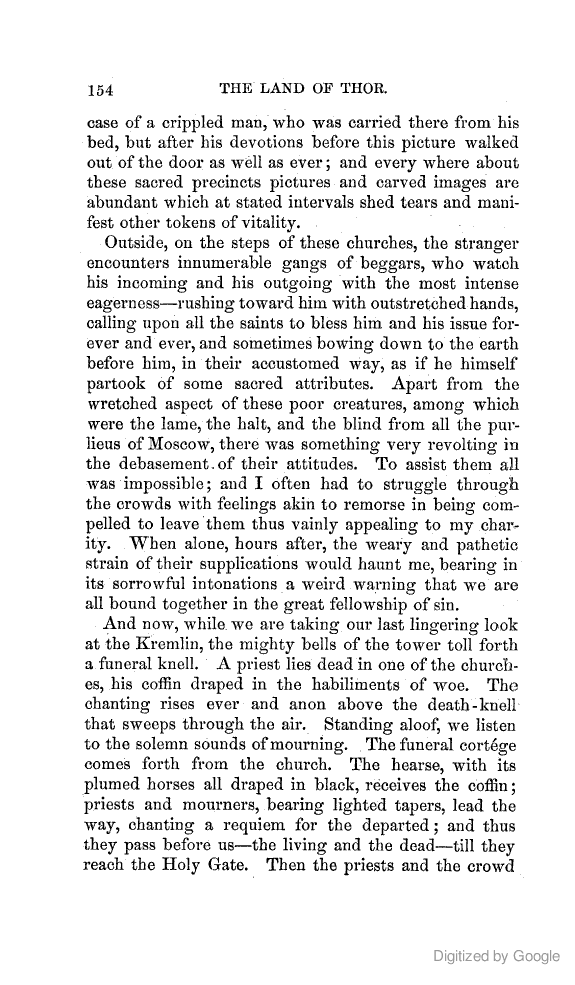 154 THE LAND OF THOR.
case of a crippled man, who was carried there from his
bed, but after his devotions before this picture walked
out of the door as well as ever; and every where about
these sacred precincts pictures and carved images are
abundant which at stated intervals shed tears and mani-
fest other tokens of vitality.
Outside, on the steps of these churches, the stranger
encounters innumerable gangs of beggars, who watch
his incoming and his outgoing with the most intense
eagerness—rushing toward him with outstretched hands,
calling upon all the saints to bless him and his issue for-
ever and ever, and sometimes bowing down to the earth
before him, in their accustomed way, as if he himself
partook of some sacred attributes. Apart from the
wretched aspect of these poor creatures, among which
were the lame, the halt, and the blind from all the pur-
lieus of Moscow, there was something very revolting in
the debasement of their attitudes. To assist them all
was impossible; and I often had to struggle through
the crowds with feelings akin to remorse in being com-
pelled to leave them thus vainly appealing to my char-
ity. When alone, hours after, the weary and pathetic
strain of their supplications would haunt me, bearing in
its sorrowful intonations a weird warning that we are
all bound together in the great fellowship of sin.
And now, while we are taking our last lingering look
at the Kremlin, the mighty bells of the tower toll forth
a funeral knell. A priest lies dead in one of the church-
es, his coffin draped in the habiliments of woe. The
chanting rises ever and anon above the death-knell
that sweeps through the air. Standing aloof, we listen
to the solemn sounds of mourning. The funeral cortége
comes forth from the church. The hearse, with its
plumed horses all draped in black, receives the coffin;
priests and mourners, bearing lighted tapers, lead the
way, chanting a requiem for the departed; and thus
they pass before us—the living and the dead—till they
reach the Holy Gate. Then the priests and the crowd
Digitized by Google